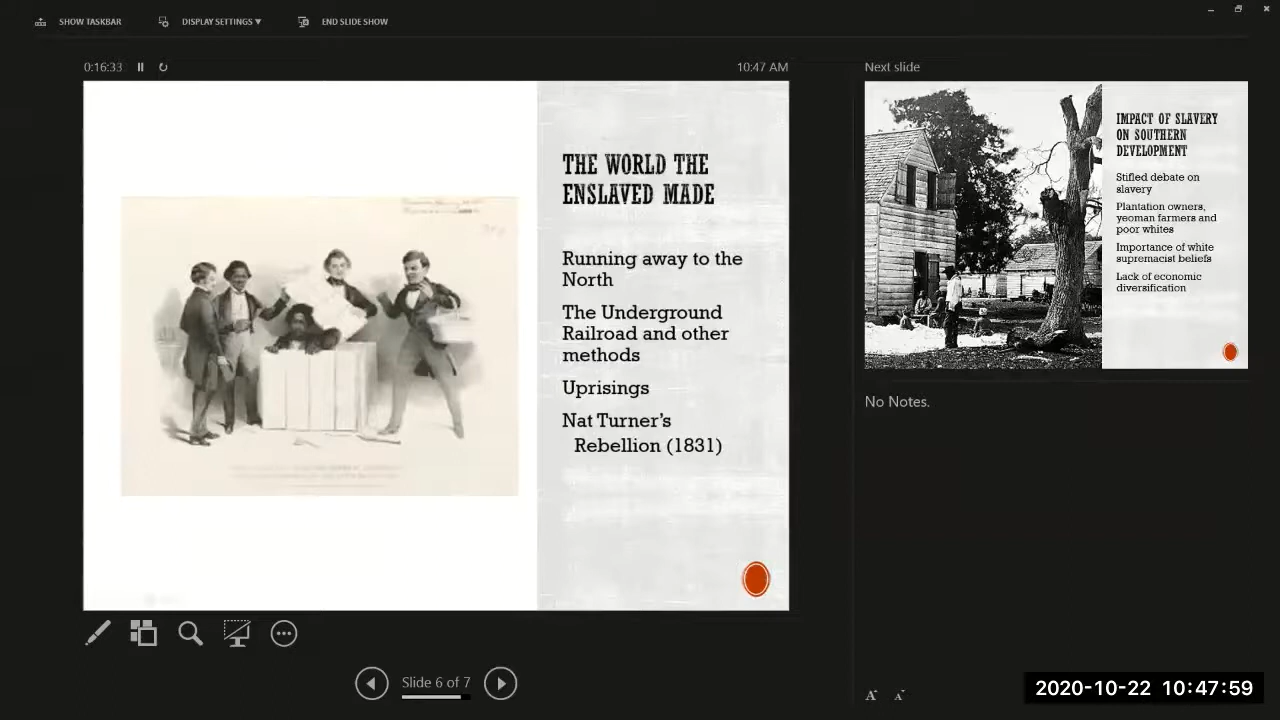 SHOW TASKBAR
DISPLAY SETTINGS ▾
END SLIDE SHOW
0:16:33
10:47 AM
THE WORLD THE
ENSLAVED MADE
Running away to the
North
The Underground
Railroad and other
methods
Uprisings
Nat Turner's
Rebellion (1831)
Next slide
IMPACT OF SLAVERY
ON SOUTHERN
DEVELOPMENT
Stifled debate on
slavery
Plantation owners,
yeoman farmers and
poor whites
Importance of white
supremacist beliefs
Lack of economic
diversification
No Notes.
Slide 6 of 7
A A
2020-10-22 10:47:59